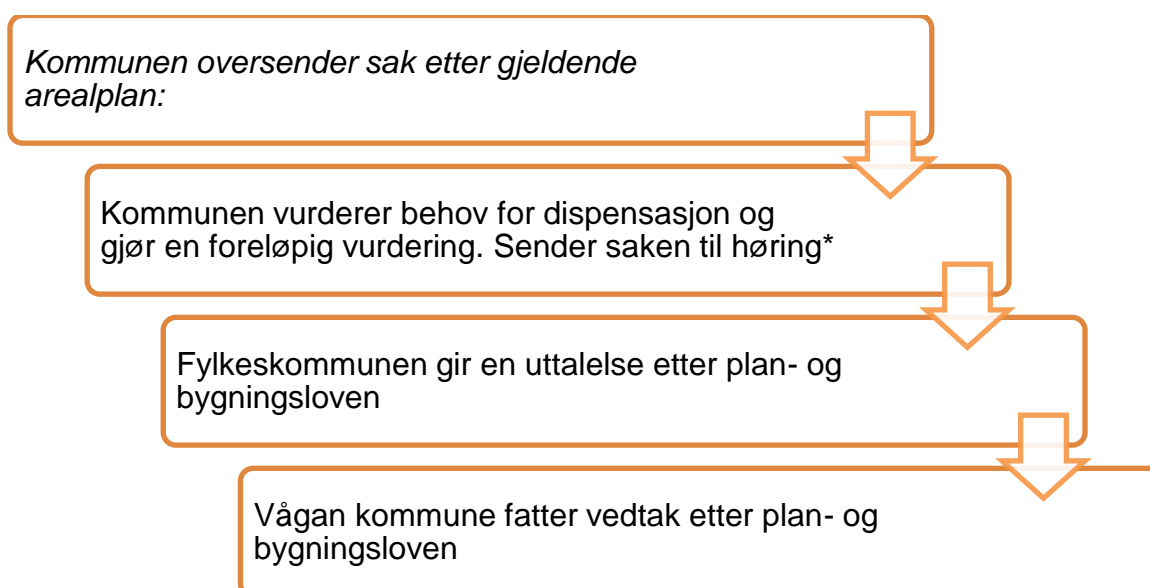 Kommunen oversender sak etter gjeldende
arealplan:
Kommunen vurderer behov for dispensasjon og
gjør en foreløpig vurdering. Sender saken til høring*
Fylkeskommunen gir en uttalelse etter plan- og
bygningsloven
Vågan kommune fatter vedtak etter plan- og
bygningsloven